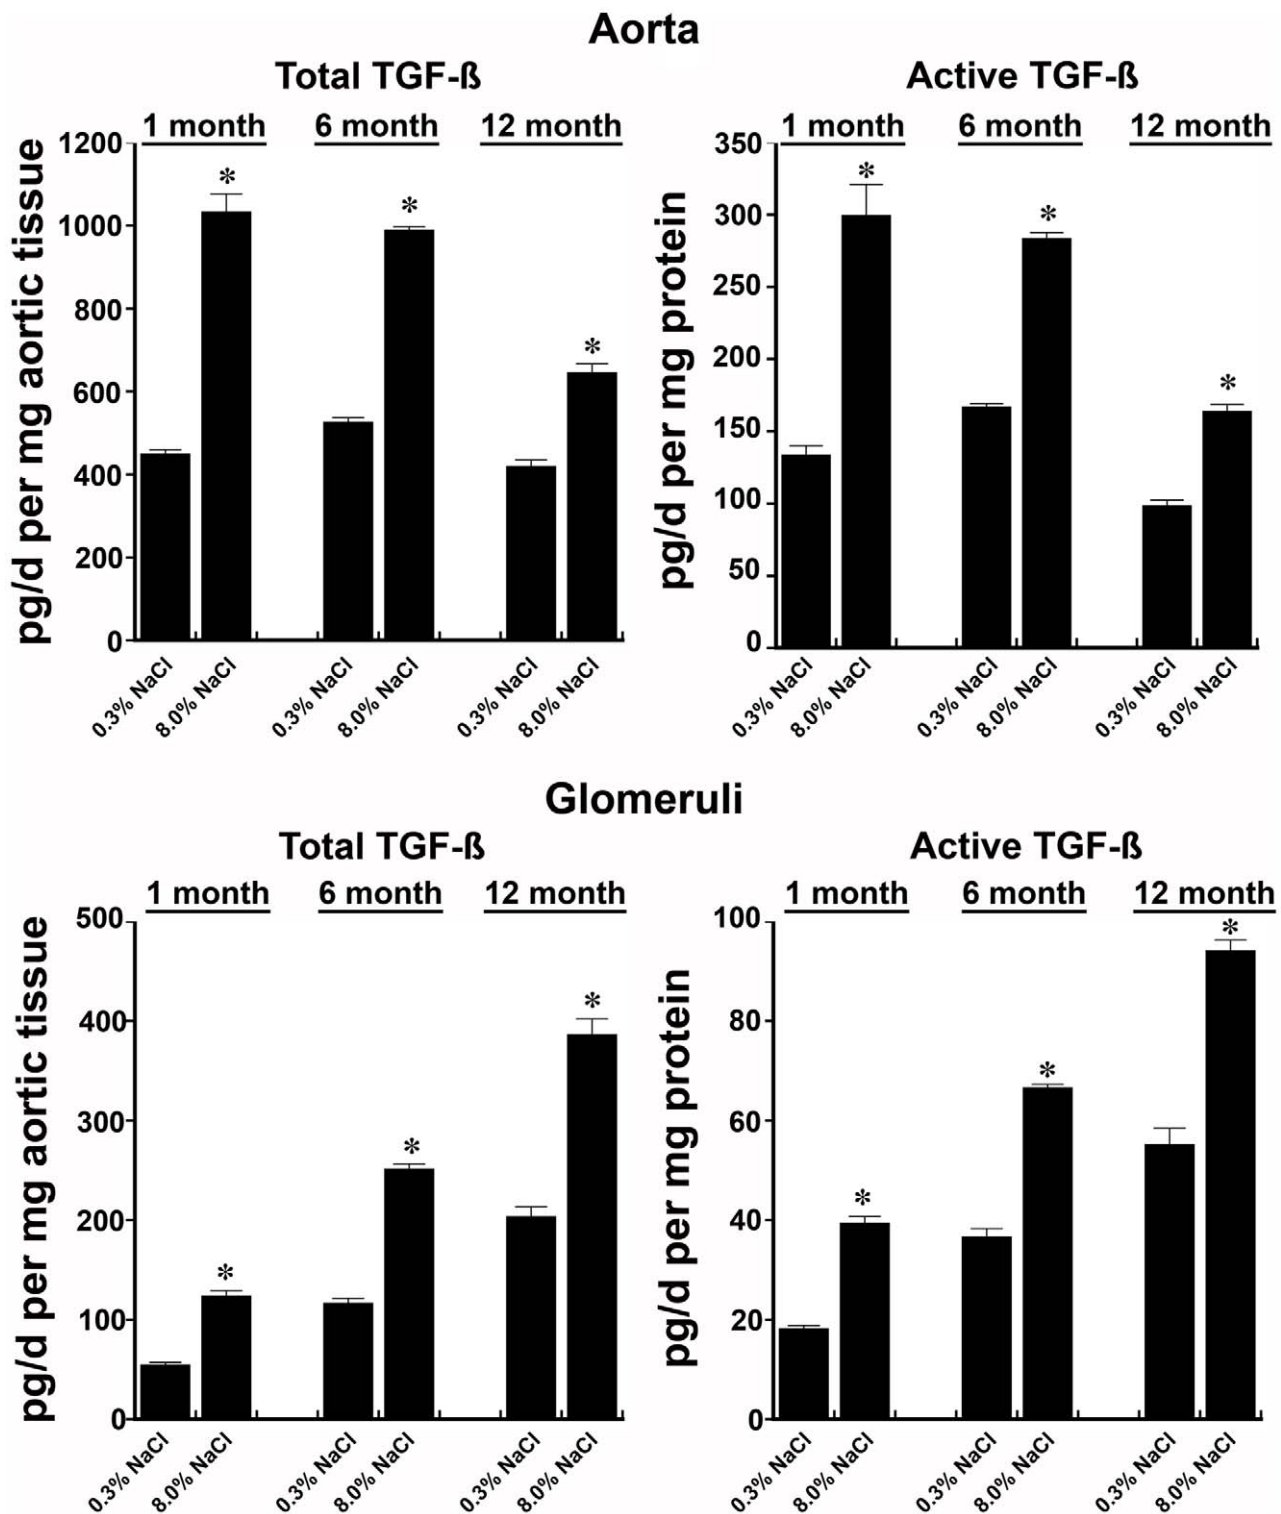 Aorta
Total TGF-ß
1 month 6 month 12 month
pg/d per mg aortic tissue
1200
1000
800
600
400
200
0
*
*
*
0.3% NaCl
8.0% NaCl
0.3% NaCl
8.0% NaCl
0.3% NaCl
8.0% NaCl
Active TGF-ß
1 month 6 month 12 month
pg/d per mg protein
350
300
250
200
150
100
50
0
*
*
*
0.3% NaCl
8.0% NaCl
0.3% NaCl
8.0% NaCl
0.3% NaCl
8.0% NaCl
Glomeruli
Total TGF-ß
1 month 6 month 12 month
pg/d per mg aortic tissue
500
400
300
200
100
0
*
*
*
0.3% NaCl
8.0% NaCl
0.3% NaCl
8.0% NaCl
0.3% NaCl
8.0% NaCl
Active TGF-ß
1 month 6 month 12 month
pg/d per mg protein
100
80
60
40
20
0
*
*
*
0.3% NaCl
8.0% NaCl
0.3% NaCl
8.0% NaCl
0.3% NaCl
8.0% NaCl